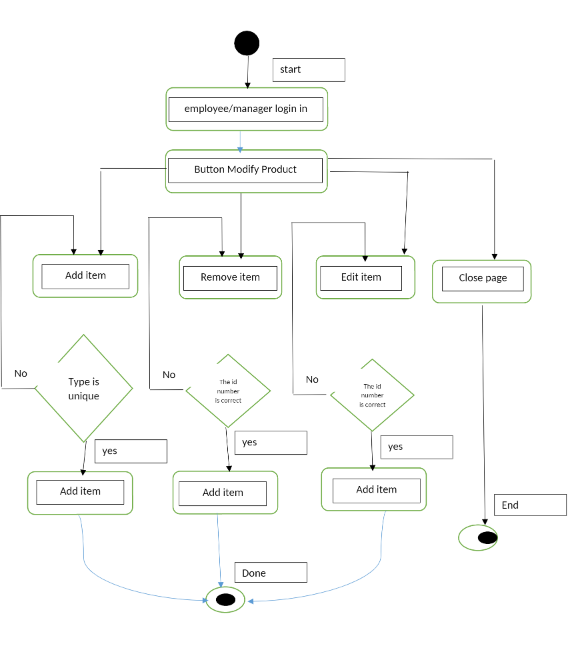 start
employee/manager login in
Button Modify Product
Add item
Remove item
Edit item
Close page
No
Type is
unique
No
The id
number
is correct
No
The id
number
is correct
yes
yes
yes
Add item
Add item
Add item
End
Done